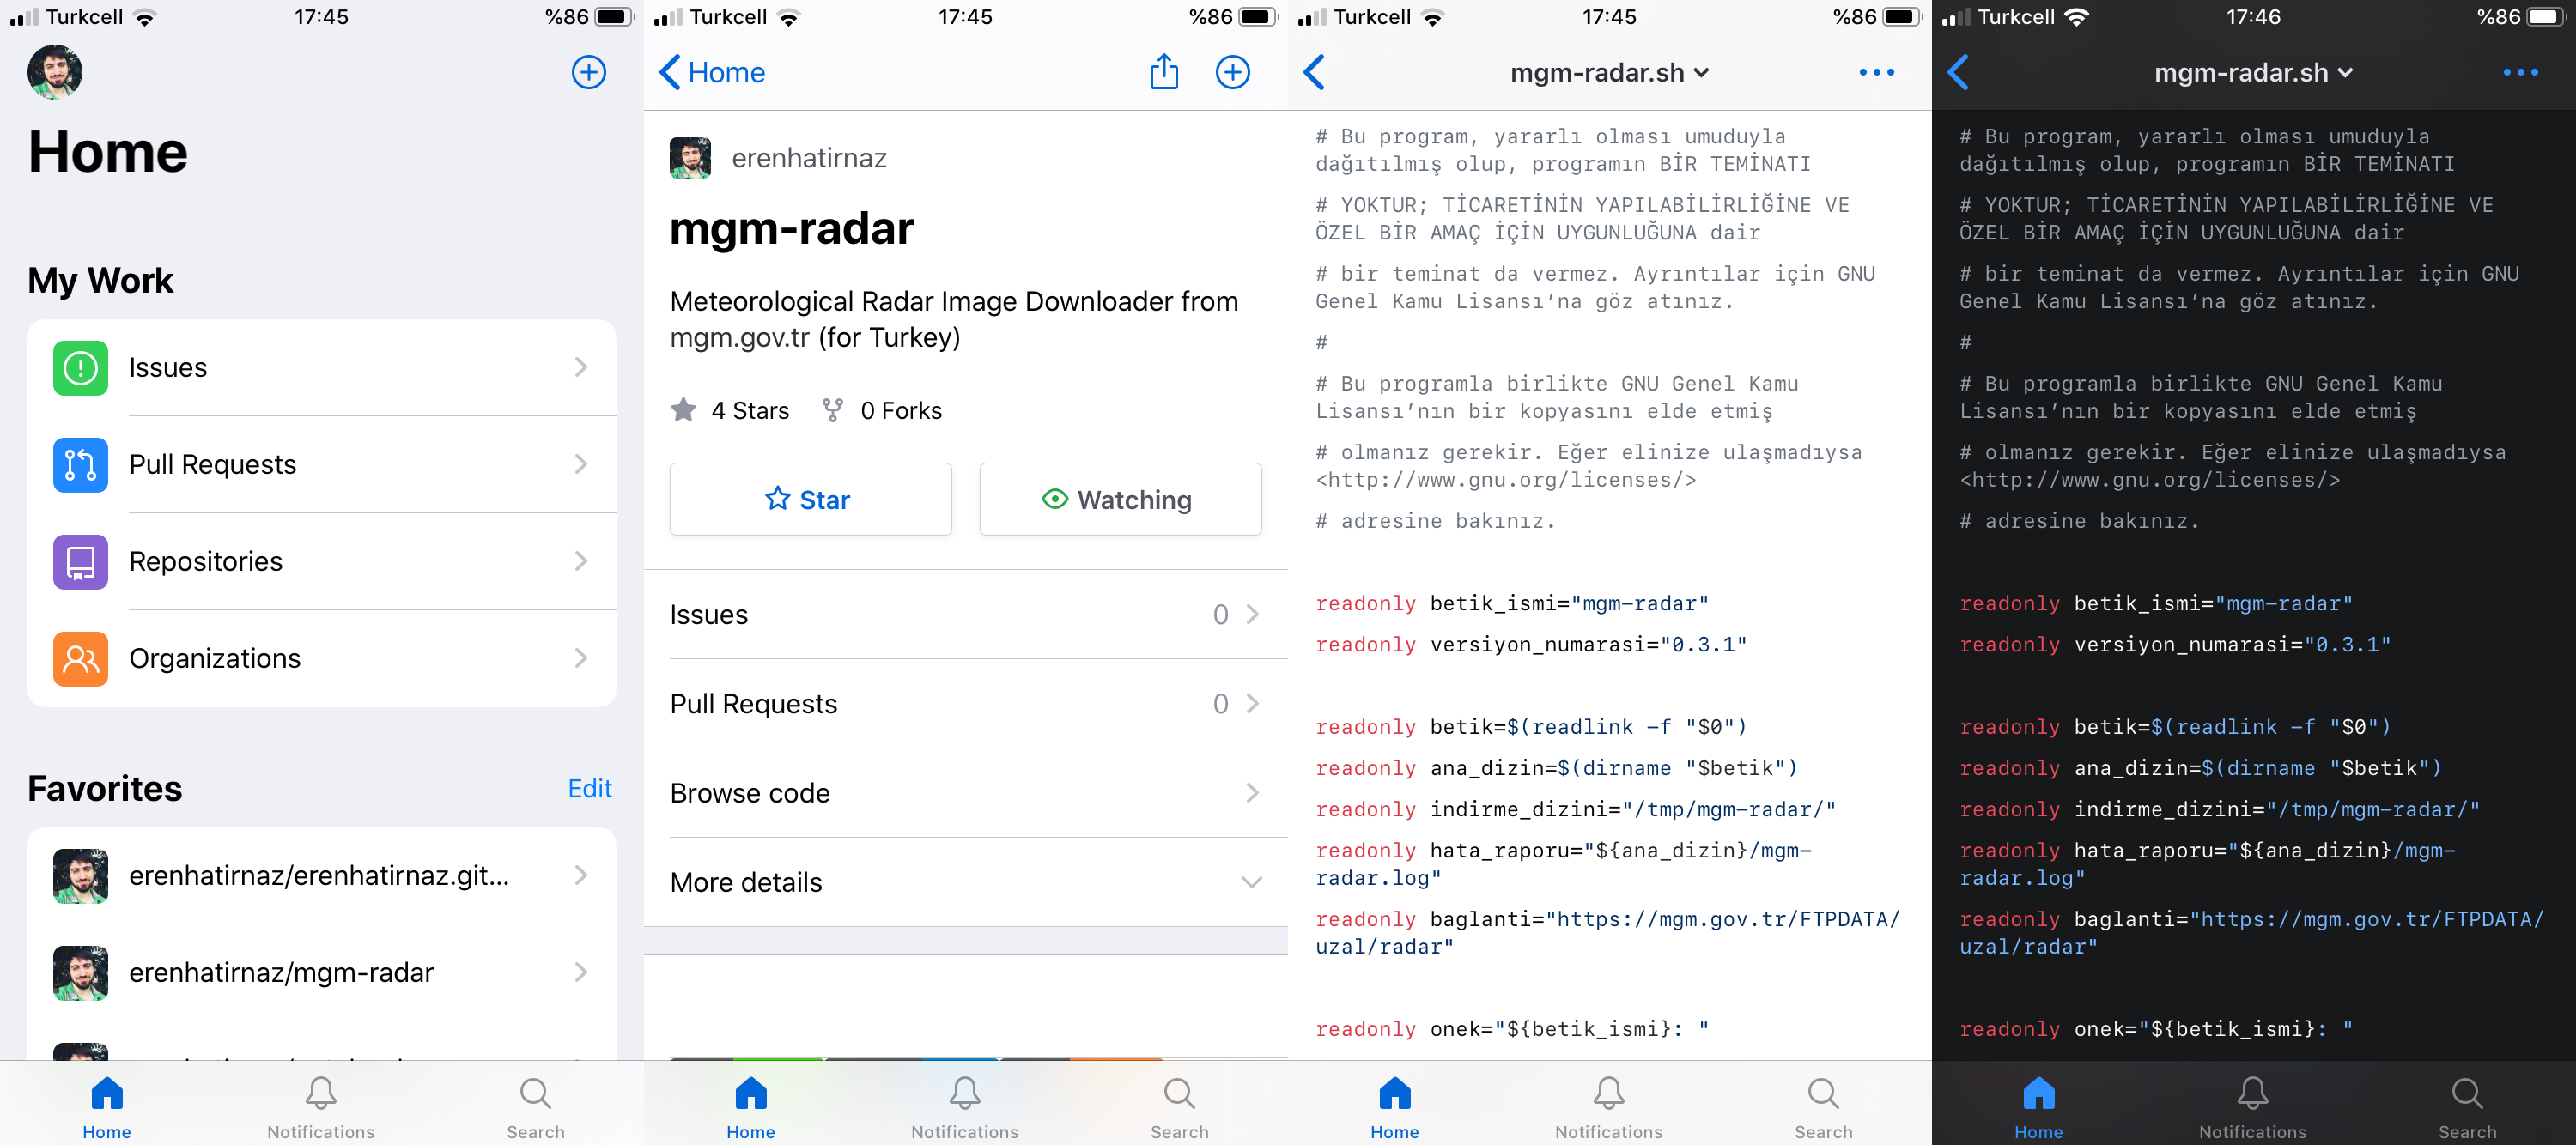 Turkcell 17:45 %86
Home
My Work
Issues
Pull Requests
Repositories
Organizations
Favorites Edit
erenhatirnaz/erenhatirnaz.git...
erenhatirnaz/mgm-radar
Home Notifications Search
Turkcell 17:45 %86
Home
erenhatirnaz
mgm-radar
Meteorological Radar Image Downloader from
mgm.gov.tr (for Turkey)
4 Stars 0 Forks
Star Watching
Issues 0
Pull Requests 0
Browse code
More details
Home Notifications Search
Turkcell 17:45 %86
mgm-radar.sh
# Bu program, yararlı olması umuduyla
dağıtılmış olup, programın BİR TEMİNATI
# YOKTUR; TİCARETİNİN YAPILABİLİRLİĞİNE VE
ÖZEL BİR AMAÇ İÇİN UYGUNLUĞUNA dair
# bir teminat da vermez. Ayrıntılar için GNU
Genel Kamu Lisansı’na göz atınız.
#
# Bu programla birlikte GNU Genel Kamu
Lisansı’nın bir kopyasını elde etmiş
# olmanız gerekir. Eğer elinize ulaşmadıysa
<http://www.gnu.org/licenses/>
# adresine bakınız.
readonly betik_ismi="mgm-radar"
readonly versiyon_numarasi="0.3.1"
readonly betik=$(readlink -f "$0")
readonly ana_dizin=$(dirname "$betik")
readonly indirme_dizini="/tmp/mgm-radar/"
readonly hata_raporu="${ana_dizin}/mgm-
radar.log"
readonly baglanti="https://mgm.gov.tr/FTPDATA/
uzal/radar"
readonly onek="${betik_ismi}: "
Home Notifications Search
Turkcell 17:46 %86
mgm-radar.sh
# Bu program, yararlı olması umuduyla
dağıtılmış olup, programın BİR TEMİNATI
# YOKTUR; TİCARETİNİN YAPILABİLİRLİĞİNE VE
ÖZEL BİR AMAÇ İÇİN UYGUNLUĞUNA dair
# bir teminat da vermez. Ayrıntılar için GNU
Genel Kamu Lisansı’na göz atınız.
#
# Bu programla birlikte GNU Genel Kamu
Lisansı’nın bir kopyasını elde etmiş
# olmanız gerekir. Eğer elinize ulaşmadıysa
<http://www.gnu.org/licenses/>
# adresine bakınız.
readonly betik_ismi="mgm-radar"
readonly versiyon_numarasi="0.3.1"
readonly betik=$(readlink -f "$0")
readonly ana_dizin=$(dirname "$betik")
readonly indirme_dizini="/tmp/mgm-radar/"
readonly hata_raporu="${ana_dizin}/mgm-
radar.log"
readonly baglanti="https://mgm.gov.tr/FTPDATA/
uzal/radar"
readonly onek="${betik_ismi}: "
Home Notifications Search